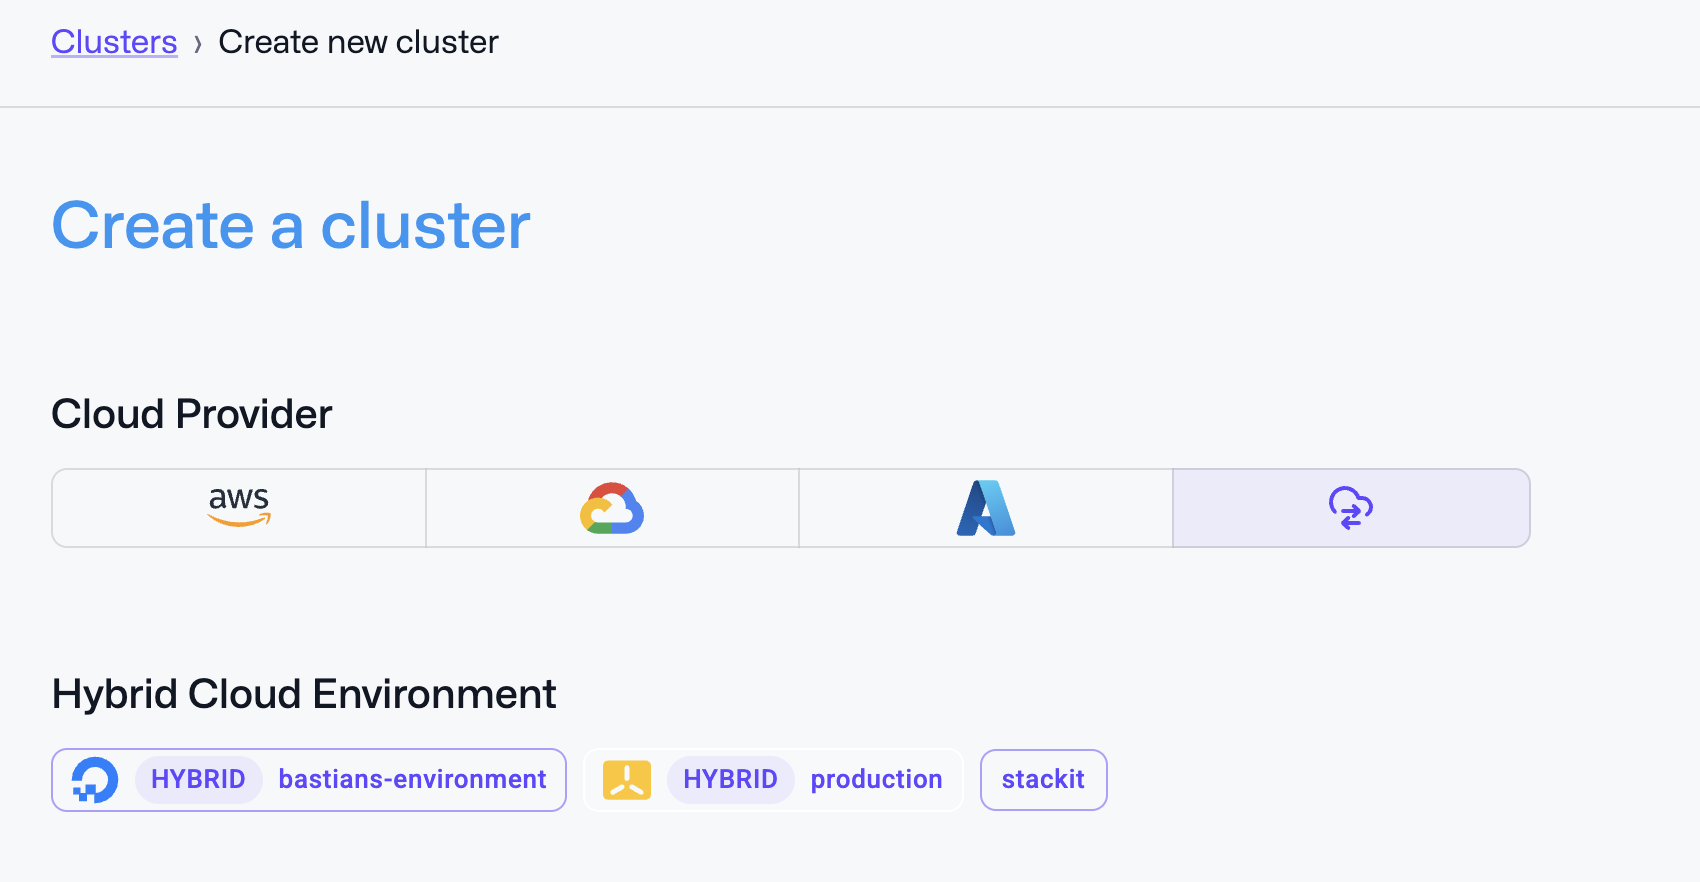 Clusters › Create new cluster
Create a cluster
Cloud Provider
aws
Hybrid Cloud Environment
HYBRID bastians-environment HYBRID production stackit